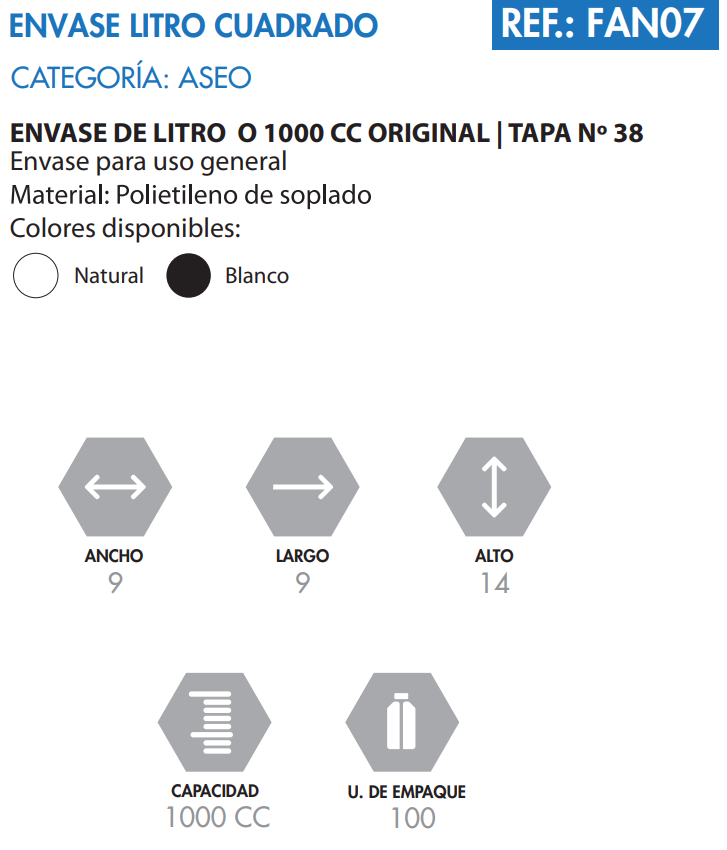 ENVASE LITRO CUADRADO
REF.: FAN07
CATEGORÍA: ASEO
ENVASE DE LITRO O 1000 CC ORIGINAL | TAPA Nº 38
Envase para uso general
Material: Polietileno de soplado
Colores disponibles:
Natural Blanco
ANCHO LARGO ALTO
9 9 14
CAPACIDAD U. DE EMPAQUE
1000 CC 100